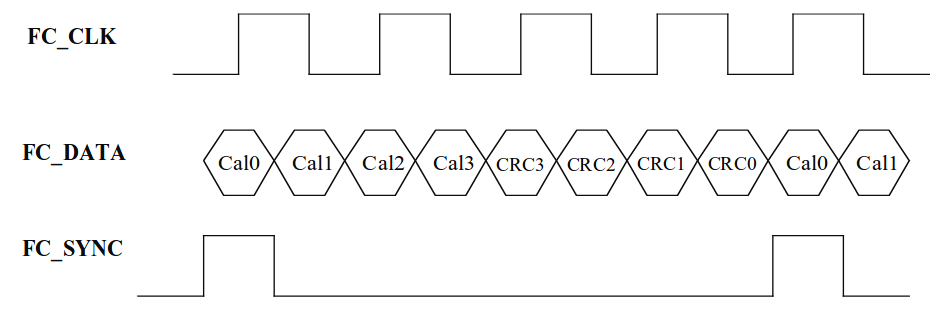 FC_CLK
FC_DATA
Cal0 Cal1 Cal2 Cal3 CRC3 CRC2 CRC1 CRC0 Cal0 Cal1
FC_SYNC